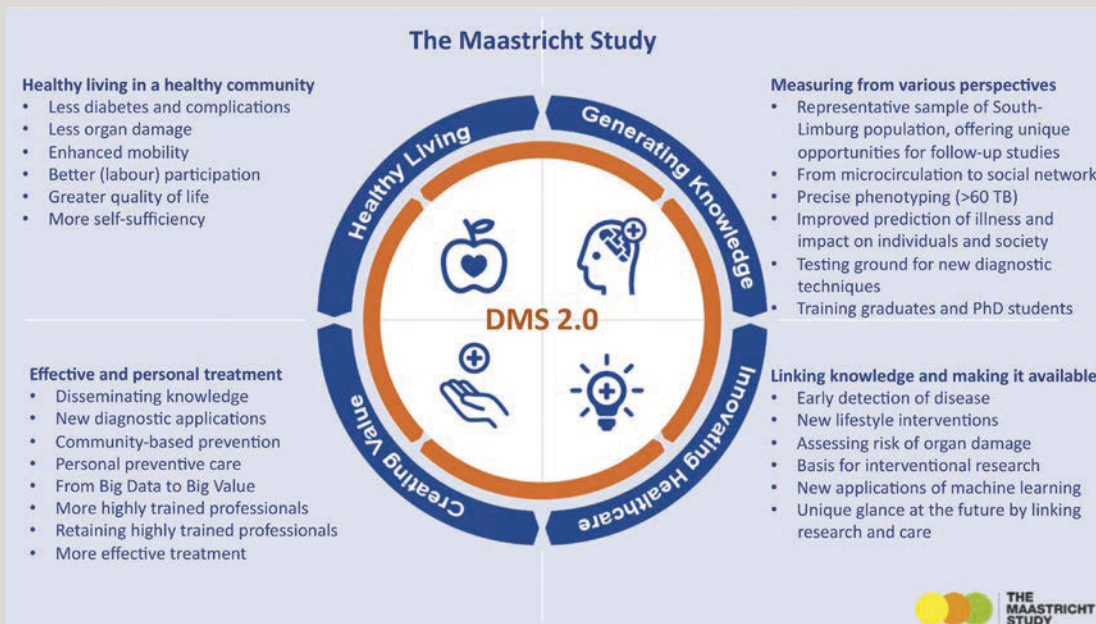 The Maastricht Study
Healthy living in a healthy community
• Less diabetes and complications
• Less organ damage
• Enhanced mobility
• Better (labour) participation
• Greater quality of life
• More self-sufficiency
Measuring from various perspectives
• Representative sample of South-
Limburg population, offering unique
opportunities for follow-up studies
• From microcirculation to social network
• Precise phenotyping (>60 TB)
• Improved prediction of illness and
impact on individuals and society
• Testing ground for new diagnostic
techniques
• Training graduates and PhD students
Healthy Living
Generating Knowledge
DMS 2.0
Creating Value
Innovating Healthcare
Effective and personal treatment
• Disseminating knowledge
• New diagnostic applications
• Community-based prevention
• Personal preventive care
• From Big Data to Big Value
• More highly trained professionals
• Retaining highly trained professionals
• More effective treatment
Linking knowledge and making it available
• Early detection of disease
• New lifestyle interventions
• Assessing risk of organ damage
• Basis for interventional research
• New applications of machine learning
• Unique glance at the future by linking
research and care
THE
MAASTRICHT
STUDY